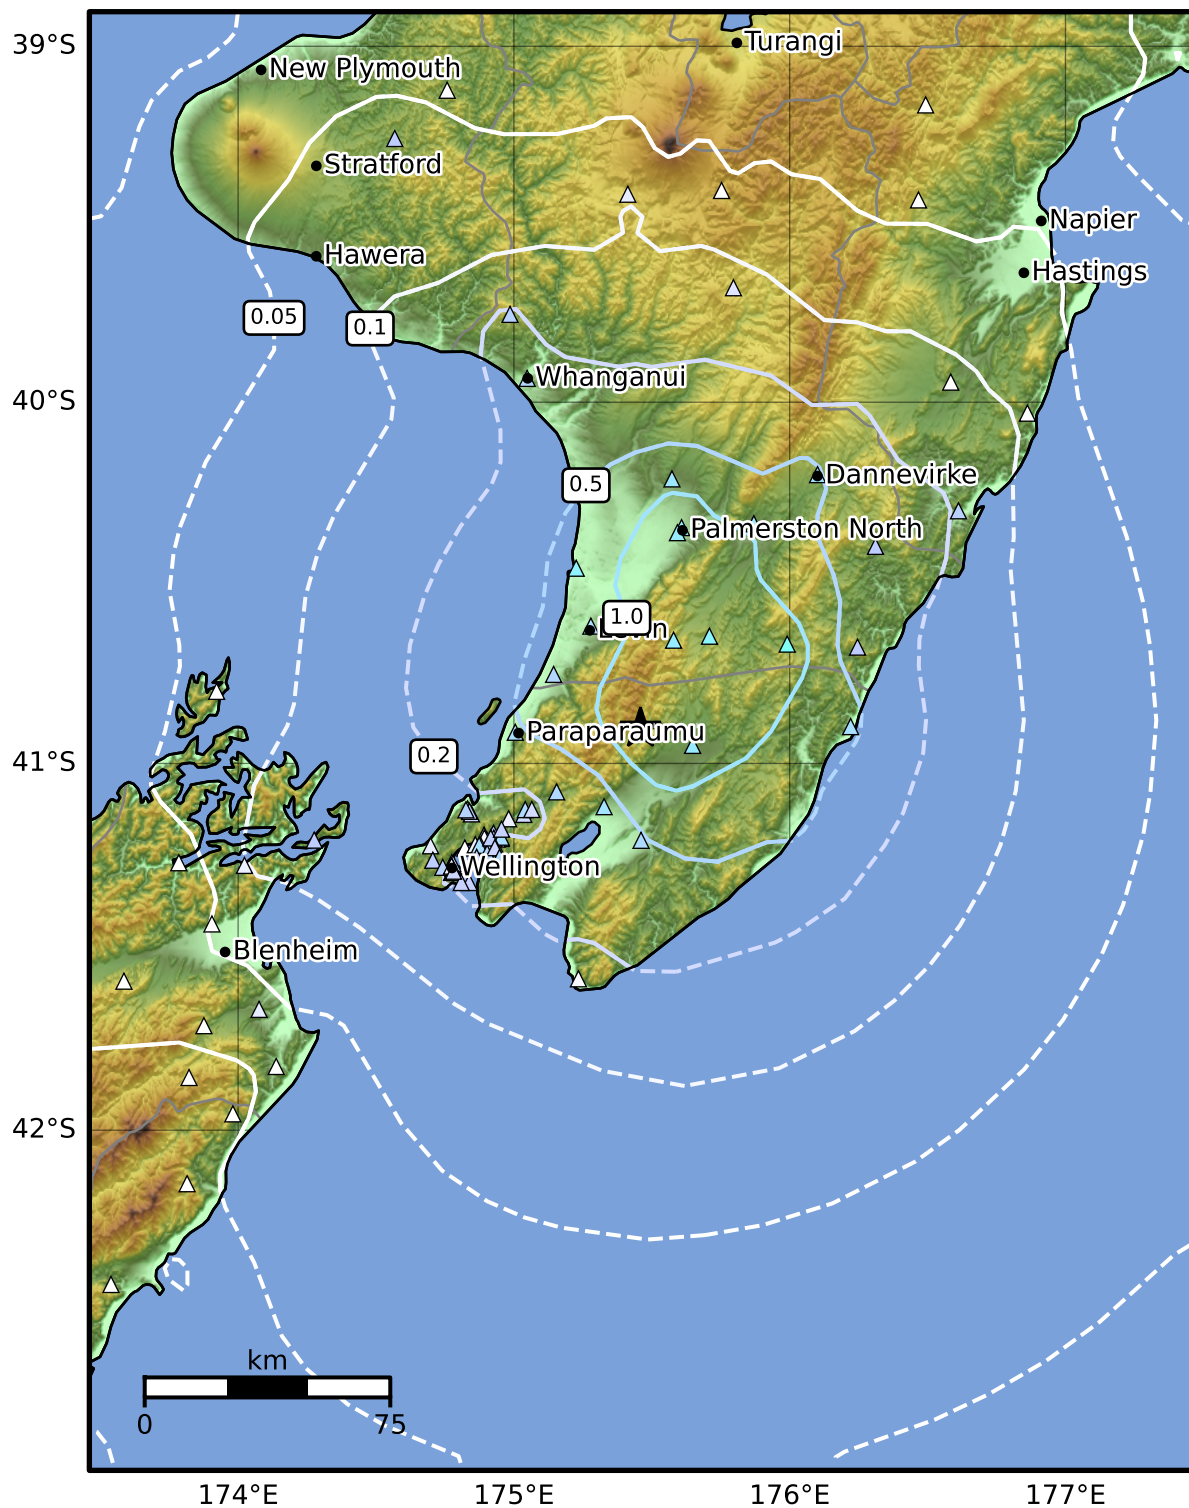 39°S
Turangi
New Plymouth
Stratford
Napier
Hawera
Hastings
0.05
0.1
Whanganui
40°S
Dannevirke
0.5
Palmerston North
1.0
Paraparaumu
0.2
41°S
Wellington
Blenheim
42°S
km
0
75
174°E
175°E
176°E
177°E